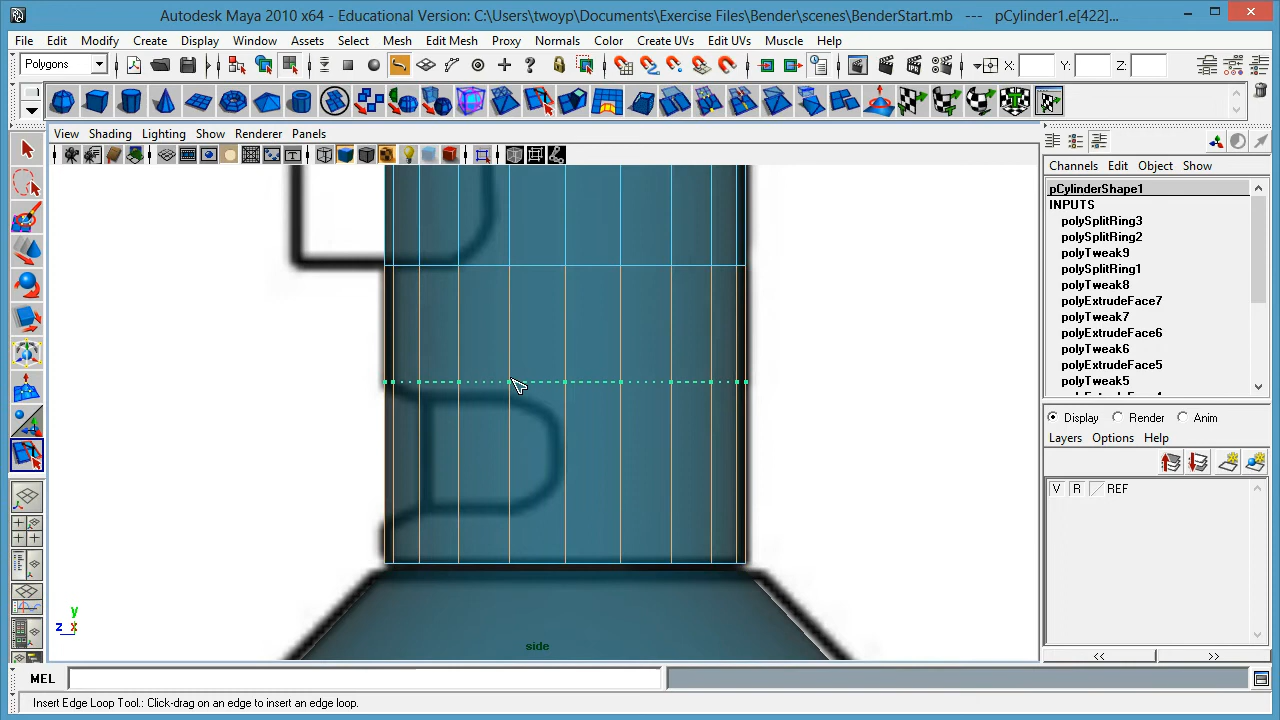 Autodesk Maya 2010 x64 - Educational Version: C:\Users\twoyp\Documents\Exercise Files\Bender\scenes\BenderStart.mb --- pCylinder1.e[422]...
File Edit Modify Create Display Window Assets Select Mesh Edit Mesh Proxy Normals Color Create UVs Edit UVs Muscle Help
Polygons X: Y: Z:
View Shading Lighting Show Renderer Panels
Channels Edit Object Show
pCylinderShape1
INPUTS
polySplitRing3
polySplitRing2
polyTweak9
polySplitRing1
polyTweak8
polyExtrudeFace7
polyTweak7
polyExtrudeFace6
polyTweak6
polyExtrudeFace5
polyTweak5
Display Render Anim
Layers Options Help
V R REF
y
z x
side
<< >>
MEL
Insert Edge Loop Tool.: Click-drag on an edge to insert an edge loop.